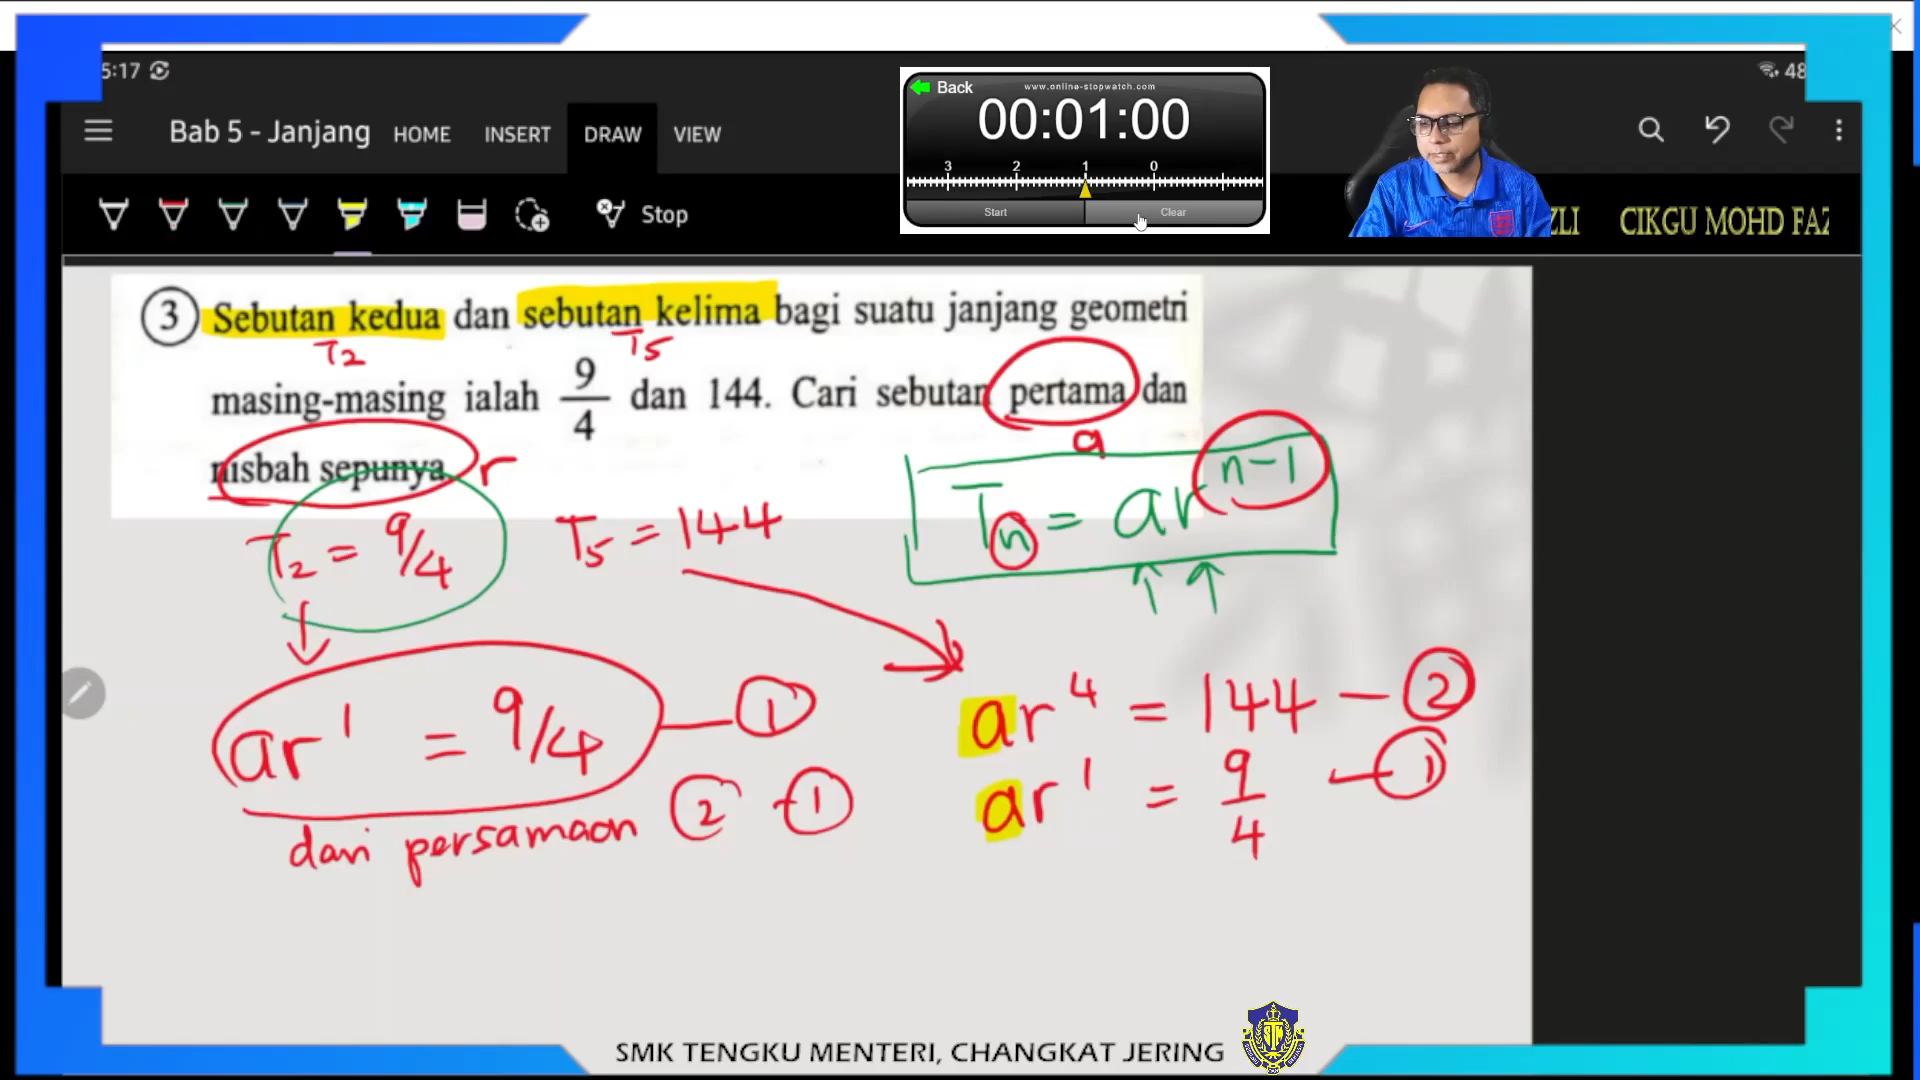 5:17
48
Back
www.online-stopwatch.com
00:01:00
3 2 1 0
Start Clear
Bab 5 - Janjang HOME INSERT DRAW VIEW
Stop
ZLI CIKGU MOHD FAZ
3 Sebutan kedua dan sebutan kelima bagi suatu janjang geometri
T2 T5
masing-masing ialah 9/4 dan 144. Cari sebutan pertama dan
a
nisbah sepunya. r
T2 = 9/4 T5 = 144
Tn = ar^n-1
ar^1 = 9/4 — 1
ar^4 = 144 — 2
ar^1 = 9/4 — 1
dari persamaan 2 ÷ 1
SMK TENGKU MENTERI, CHANGKAT JERING